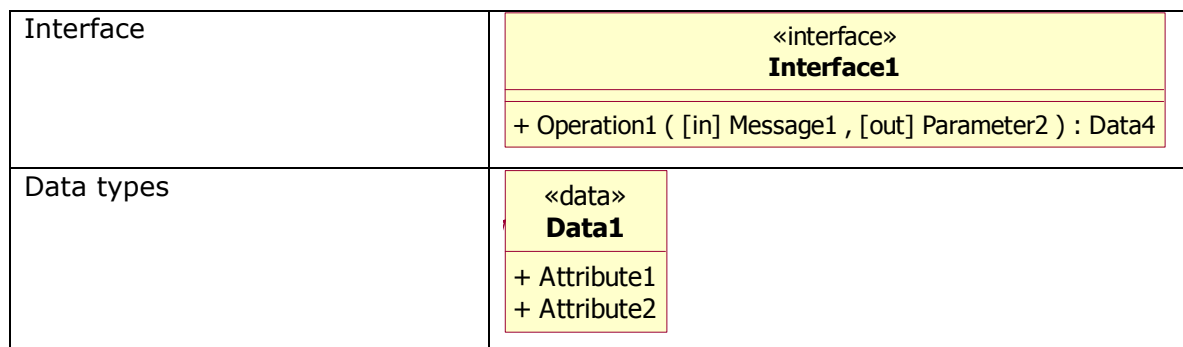 Interface
«interface»
Interface1
+ Operation1 ( [in] Message1 , [out] Parameter2 ) : Data4
Data types
«data»
Data1
+ Attribute1
+ Attribute2